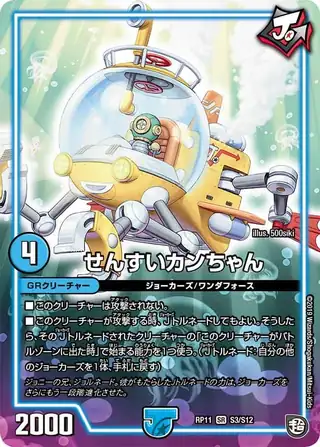 J
illus. 500siki
4
せんすいカンちゃん
GRクリーチャー
ジョーカーズ/ワンダフォース
■このクリーチャーは攻撃されない。
■このクリーチャーが攻撃する時、Jトルネードしてもよい。そうした
ら、そのJトルネードされたクリーチャーの「このクリーチャーがバト
ルゾーンに出た時」で始まる能力を1つ使う。(Jトルネード:自分の他
のジョーカーズを1体、手札に戻す)
ジョニーの兄、ジョルネード。彼がもたらしたJトルネードの力は、ジョーカーズを
さらにもう一段階進化させた。
2000
J
RP11 SR S3/S12
超
©2019 Wizards/Shogakukan/Mitsui-Kids